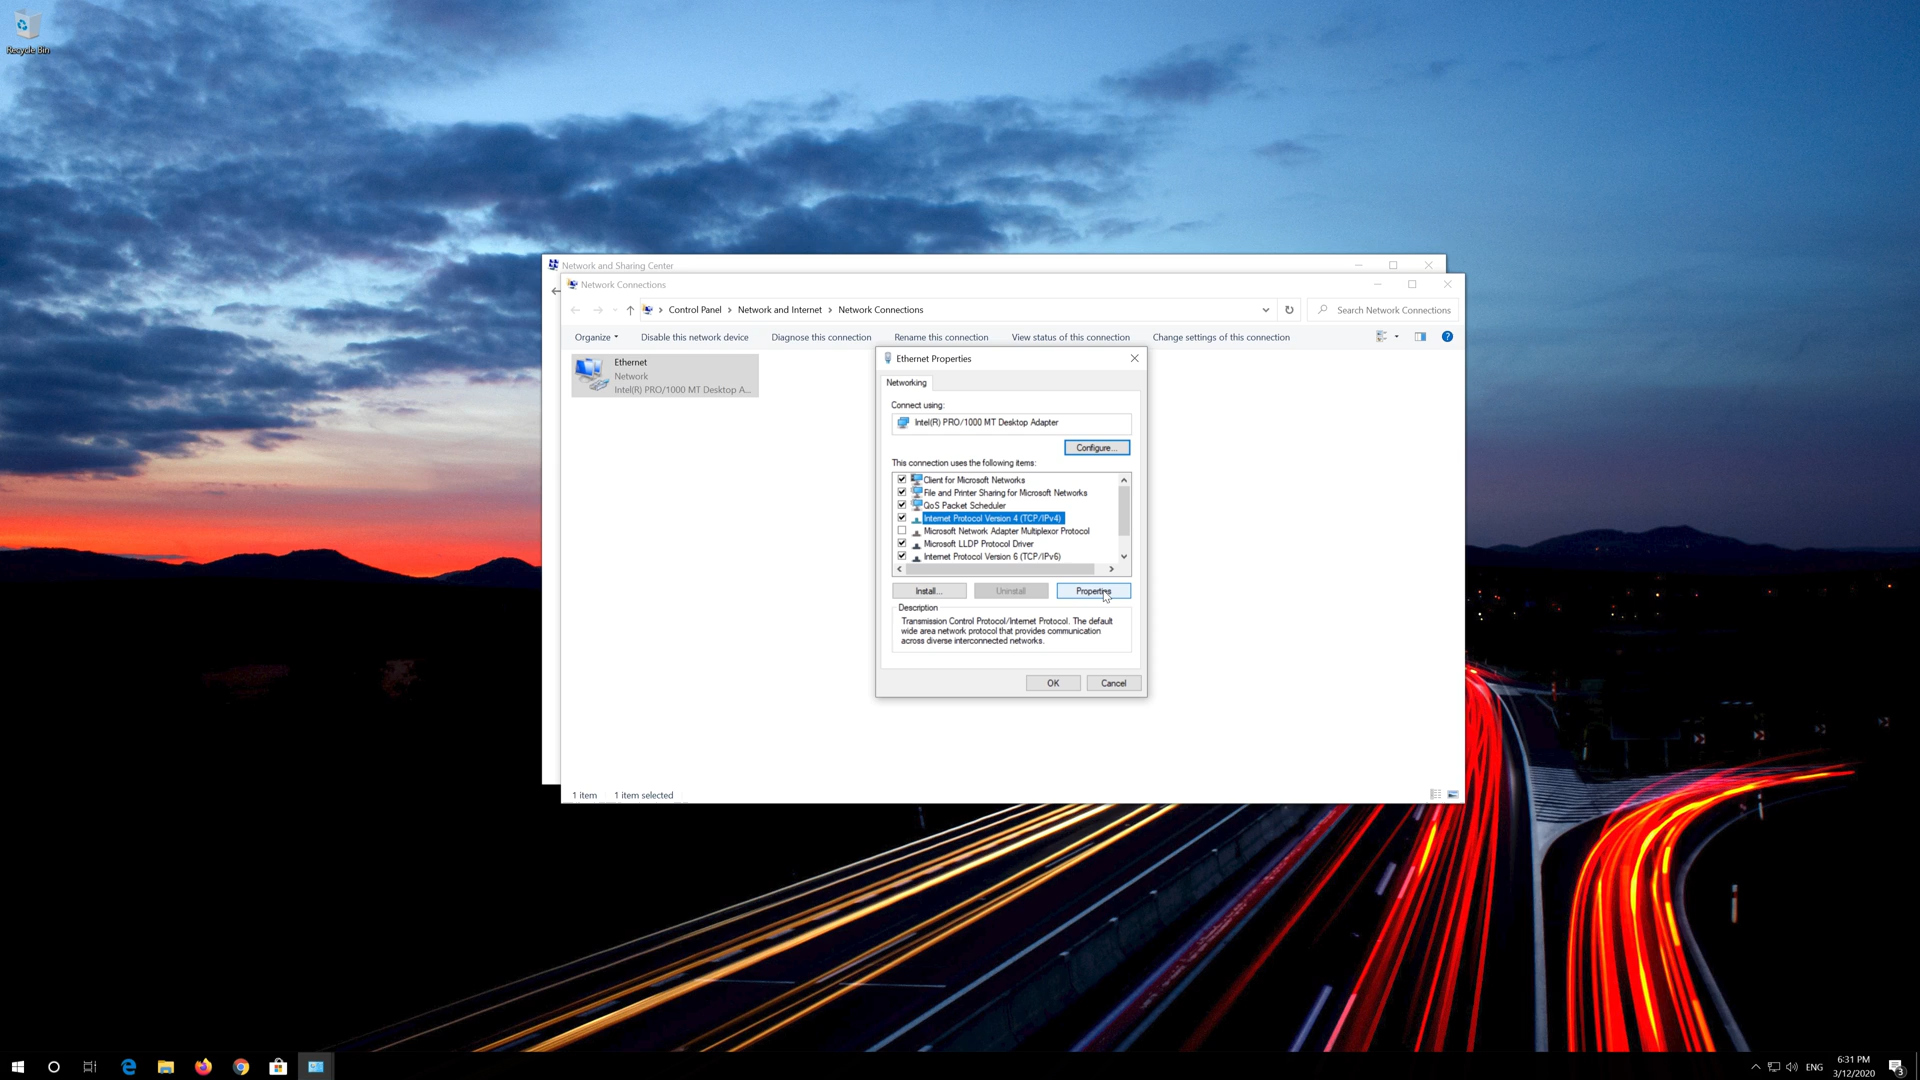 Recycle Bin
Network and Sharing Center
Network Connections
Control Panel > Network and Internet > Network Connections
Search Network Connections
Organize
Disable this network device
Diagnose this connection
Rename this connection
View status of this connection
Change settings of this connection
Ethernet
Network
Intel(R) PRO/1000 MT Desktop A...
Ethernet Properties
Networking
Connect using:
Intel(R) PRO/1000 MT Desktop Adapter
Configure...
This connection uses the following items:
Client for Microsoft Networks
File and Printer Sharing for Microsoft Networks
QoS Packet Scheduler
Internet Protocol Version 4 (TCP/IPv4)
Microsoft Network Adapter Multiplexor Protocol
Microsoft LLDP Protocol Driver
Internet Protocol Version 6 (TCP/IPv6)
Install...
Uninstall
Properties
Description
Transmission Control Protocol/Internet Protocol. The default
wide area network protocol that provides communication
across diverse interconnected networks.
OK
Cancel
1 item
1 item selected
ENG
6:31 PM
3/12/2020
3